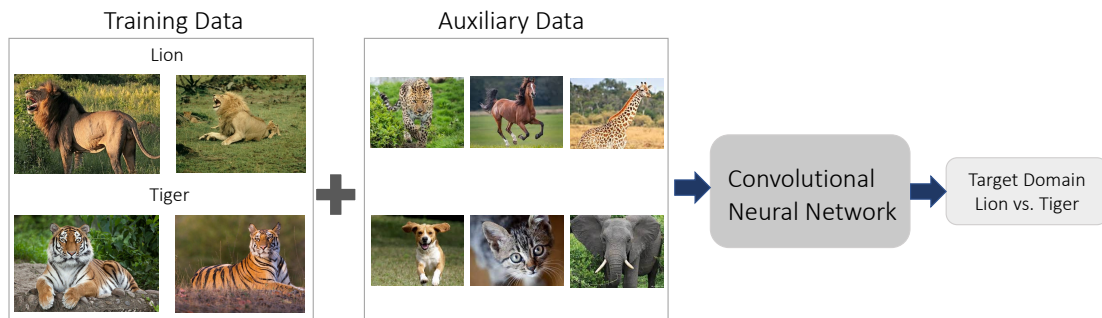 Training Data
Lion
Tiger
Auxiliary Data
Convolutional
Neural Network
Target Domain
Lion vs. Tiger